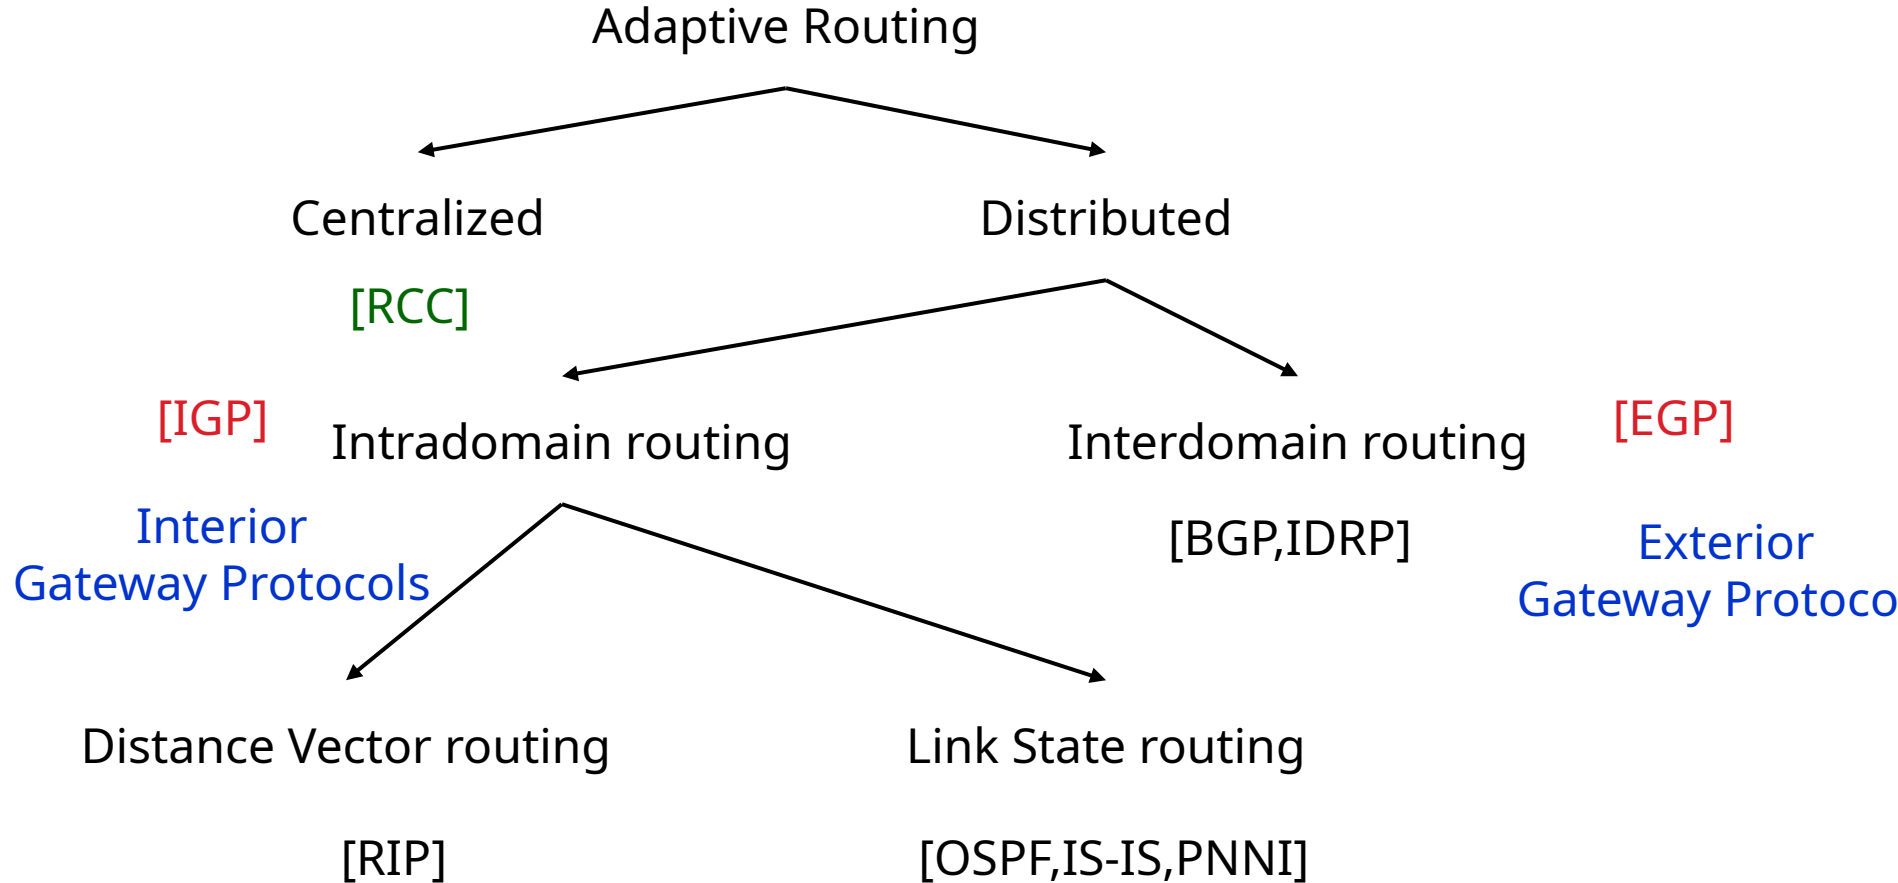 Adaptive Routing
Centralized
Distributed
[RCC]
[IGP]
Intradomain routing
Interdomain routing
[EGP]
Interior
Gateway Protocols
[BGP,IDRP]
Exterior
Gateway Protoco
Distance Vector routing
Link State routing
[RIP]
[OSPF,IS-IS,PNNI]